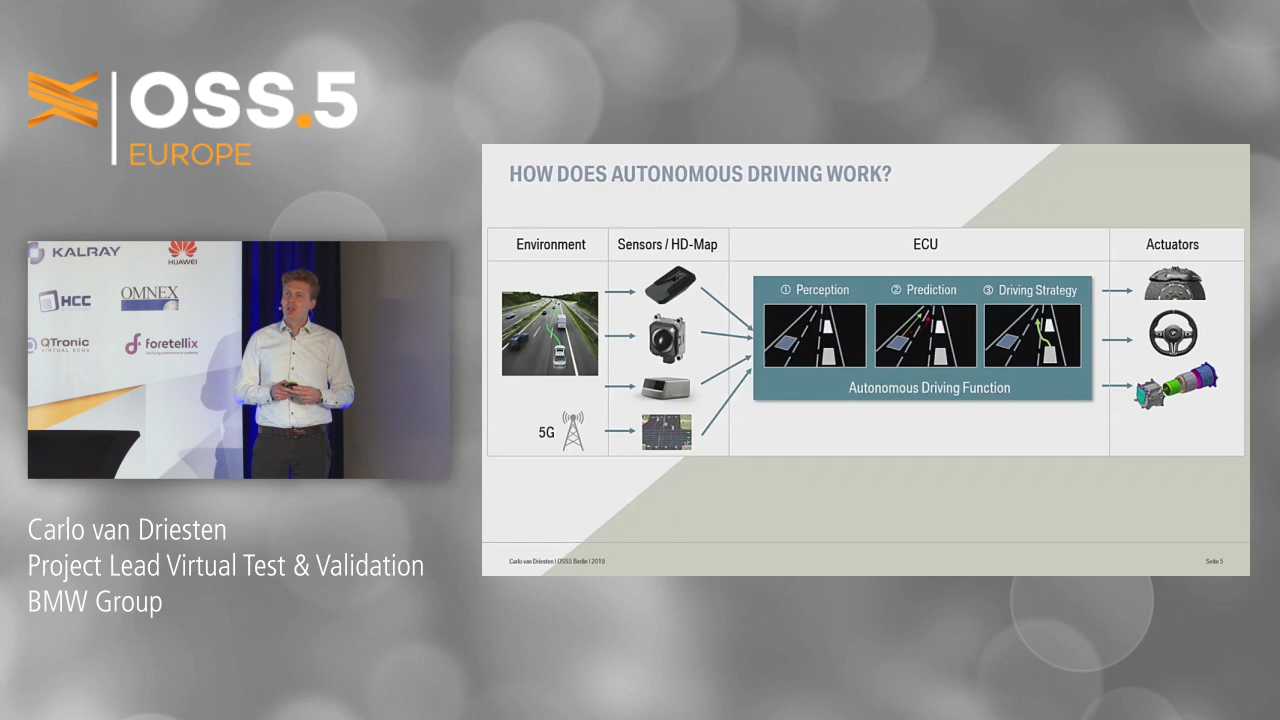 OSS.5
EUROPE
KALRAY
HUAWEI
HCC
OMNEX
QTronic
VIRTUAL ECUS
foretellix
Carlo van Driesten
Project Lead Virtual Test & Validation
BMW Group
HOW DOES AUTONOMOUS DRIVING WORK?
Environment
Sensors / HD-Map
ECU
Actuators
① Perception
② Prediction
③ Driving Strategy
Autonomous Driving Function
5G
Carlo van Driesten | OSS5 Berlin | 2019
Seite 5